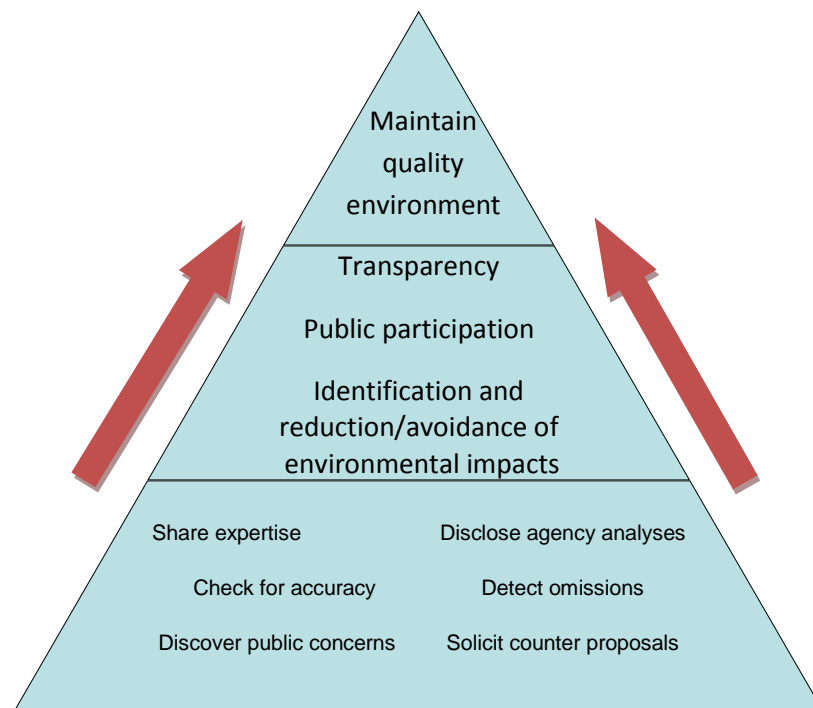 Maintain
quality
environment
Transparency
Public participation
Identification and
reduction/avoidance of
environmental impacts
Share expertise
Disclose agency analyses
Check for accuracy
Detect omissions
Discover public concerns
Solicit counter proposals